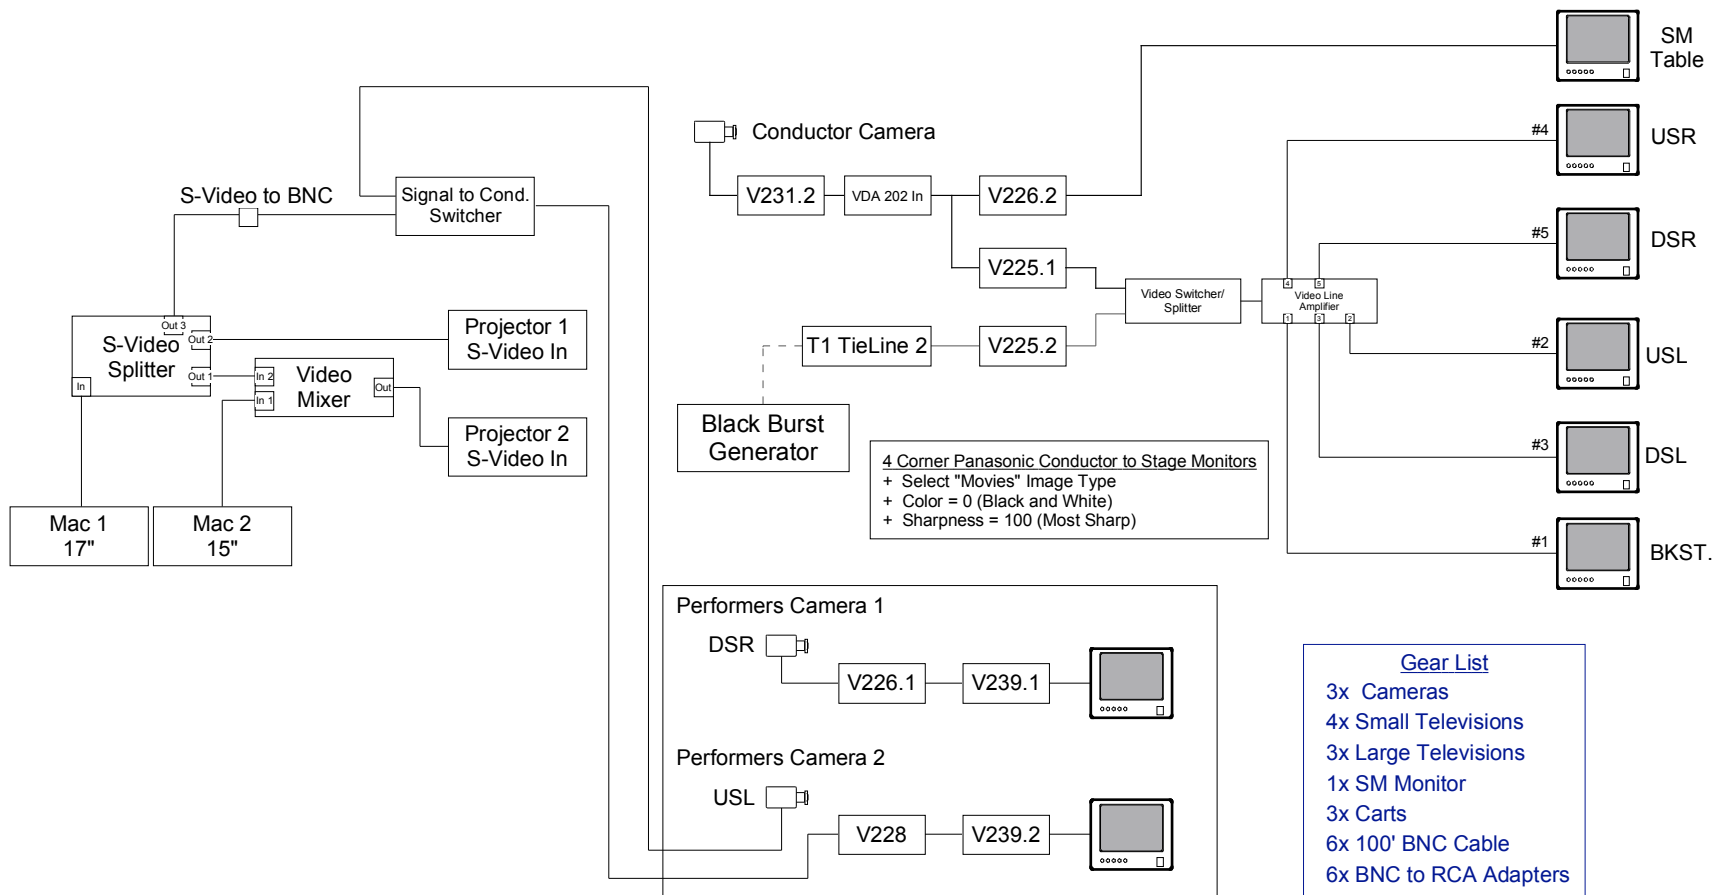 SM
Table
#4
USR
Conductor Camera
S-Video to BNC
Signal to Cond.
Switcher
V231.2
VDA 202 In
V226.2
#5
DSR
V225.1
4
5
Video Line
Amplifier
1
3
2
Video Switcher/
Splitter
Out 3
Out 2
S-Video
Splitter
In
Out 1
Projector 1
S-Video In
In 2
In 1
Video
Mixer
Out
T1 TieLine 2
V225.2
#2
USL
Black Burst
Generator
Projector 2
S-Video In
4 Corner Panasonic Conductor to Stage Monitors
+ Select "Movies" Image Type
+ Color = 0 (Black and White)
+ Sharpness = 100 (Most Sharp)
#3
DSL
Mac 1
17"
Mac 2
15"
#1
BKST.
Performers Camera 1
DSR
V226.1
V239.1
Performers Camera 2
USL
V228
V239.2
Gear List
3x Cameras
4x Small Televisions
3x Large Televisions
1x SM Monitor
3x Carts
6x 100' BNC Cable
6x BNC to RCA Adapters